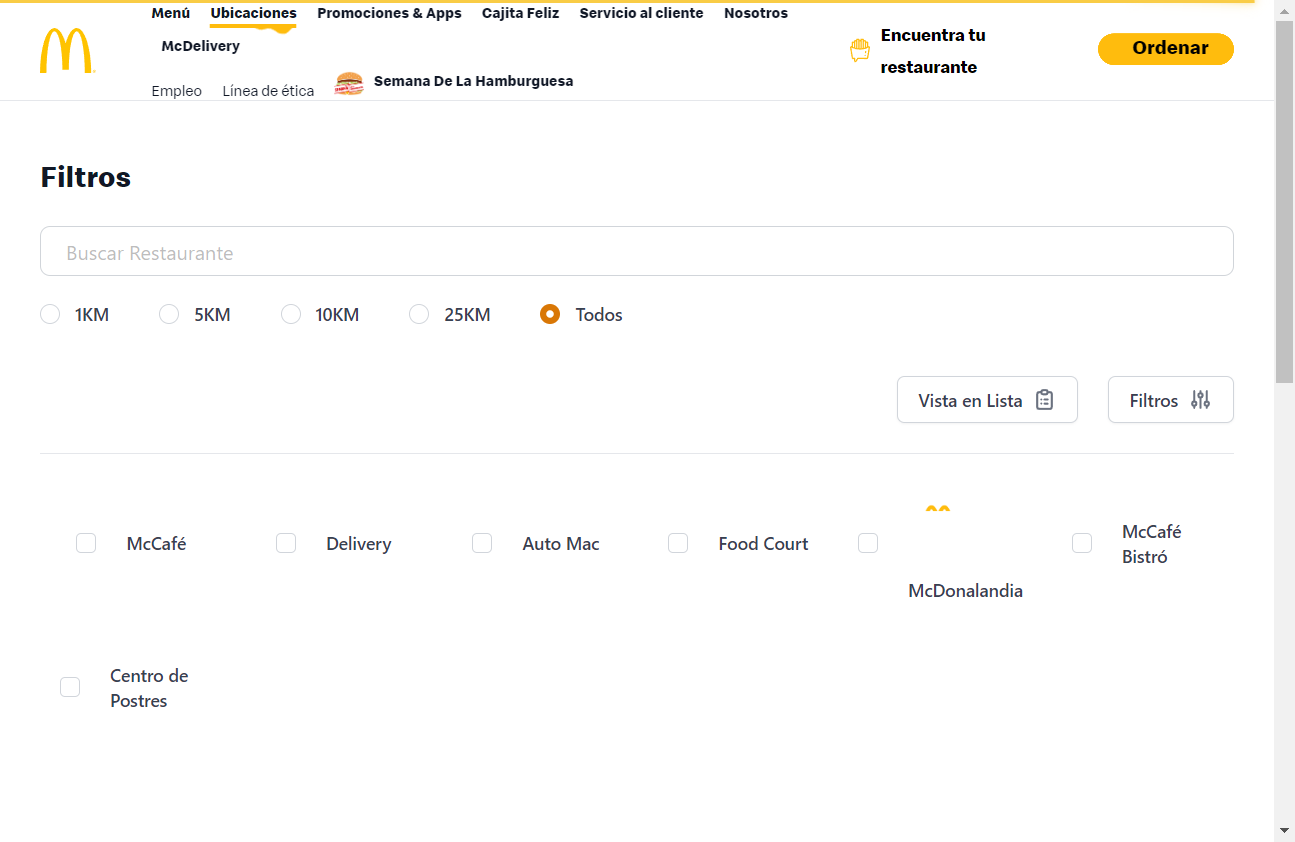 Menú Ubicaciones Promociones & Apps Cajita Feliz Servicio al cliente Nosotros
McDelivery
Empleo Línea de ética Semana De La Hamburguesa
Encuentra tu
restaurante
Ordenar
Filtros
Buscar Restaurante
1KM 5KM 10KM 25KM Todos
Vista en Lista Filtros
McCafé Delivery Auto Mac Food Court McDonalandia McCafé
Bistró
Centro de
Postres